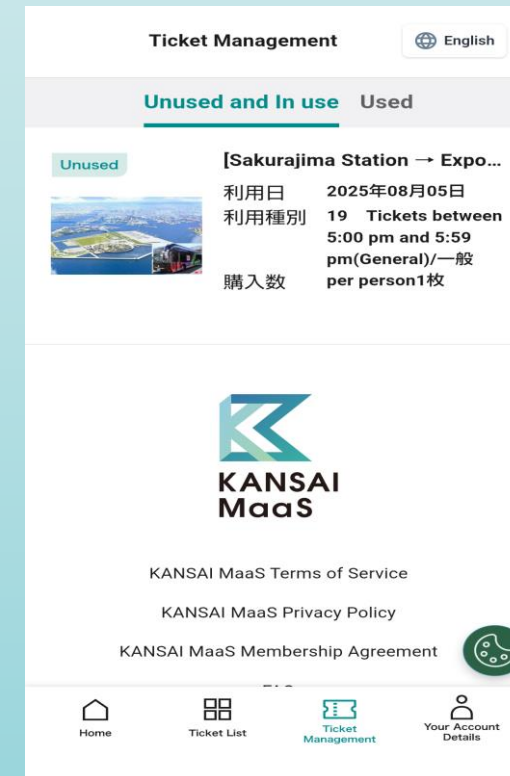 Ticket Management
English
Unused and In use Used
Unused
[Sakurajima Station → Expo...
利用日 2025年08月05日
利用種別 19 Tickets between
5:00 pm and 5:59
pm(General)/一般
購入数 per person1枚
KANSAI
MaaS
KANSAI MaaS Terms of Service
KANSAI MaaS Privacy Policy
KANSAI MaaS Membership Agreement
Home
Ticket List
Ticket
Management
Your Account
Details